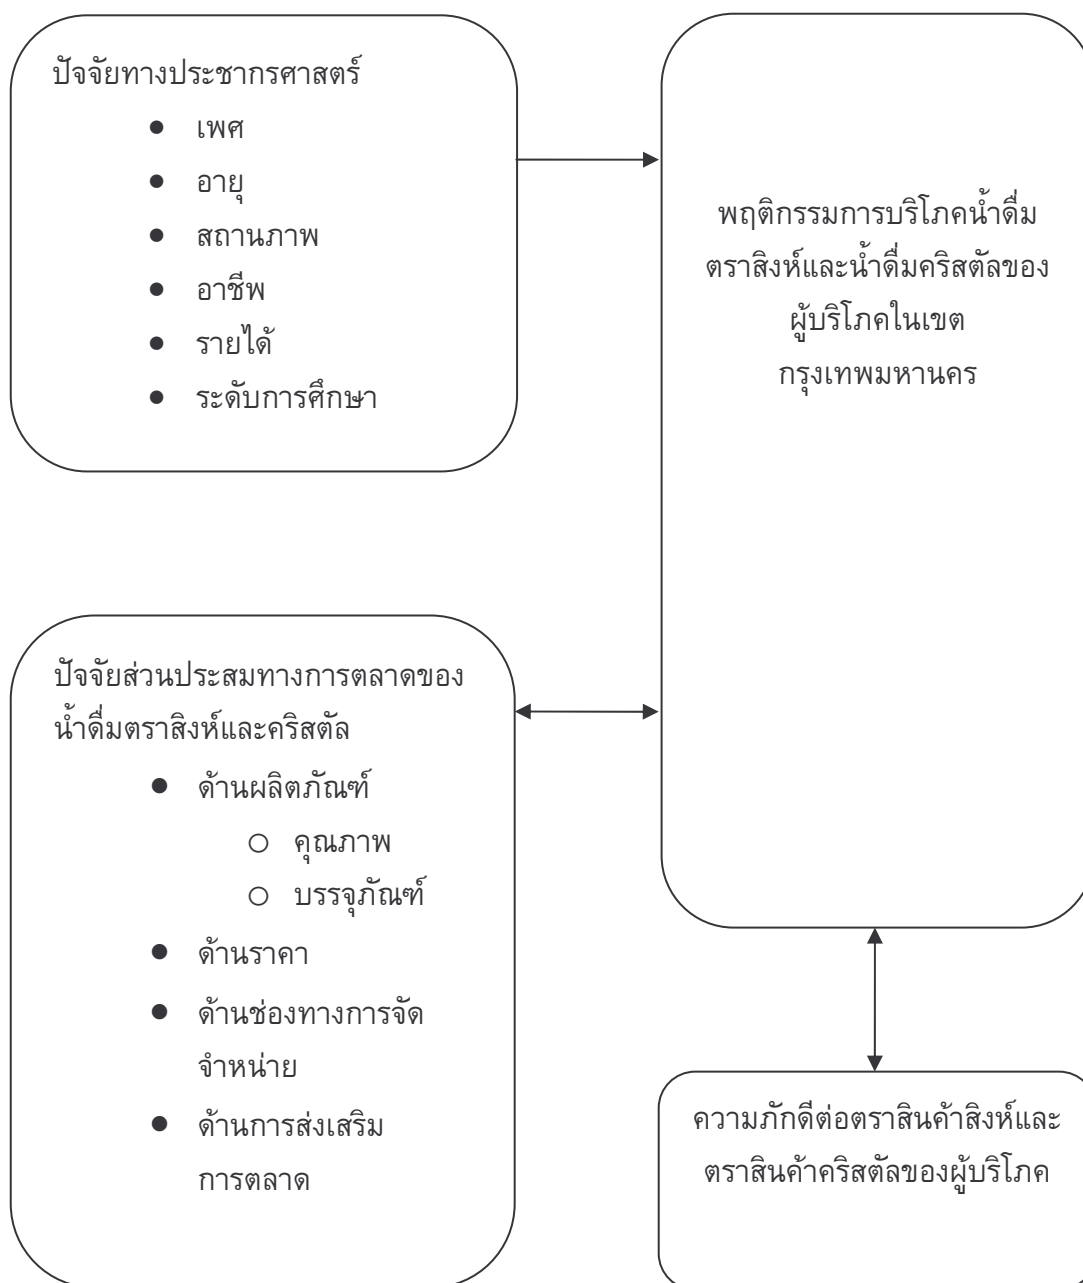 ปัจจัยทางประชากรศาสตร์
● เพศ
● อายุ
● สถานภาพ
● อาชีพ
● รายได้
● ระดับการศึกษา
พฤติกรรมการบริโภคน้ำดื่ม
ตราสิงห์และน้ำดื่มคริสตัลของ
ผู้บริโภคในเขต
กรุงเทพมหานคร
ปัจจัยส่วนประสมทางการตลาดของ
น้ำดื่มตราสิงห์และคริสตัล
● ด้านผลิตภัณฑ์
○ คุณภาพ
○ บรรจุภัณฑ์
● ด้านราคา
● ด้านช่องทางการจัด
จำหน่าย
● ด้านการส่งเสริม
การตลาด
ความภักดีต่อตราสินค้าสิงห์และ
ตราสินค้าคริสตัลของผู้บริโภค